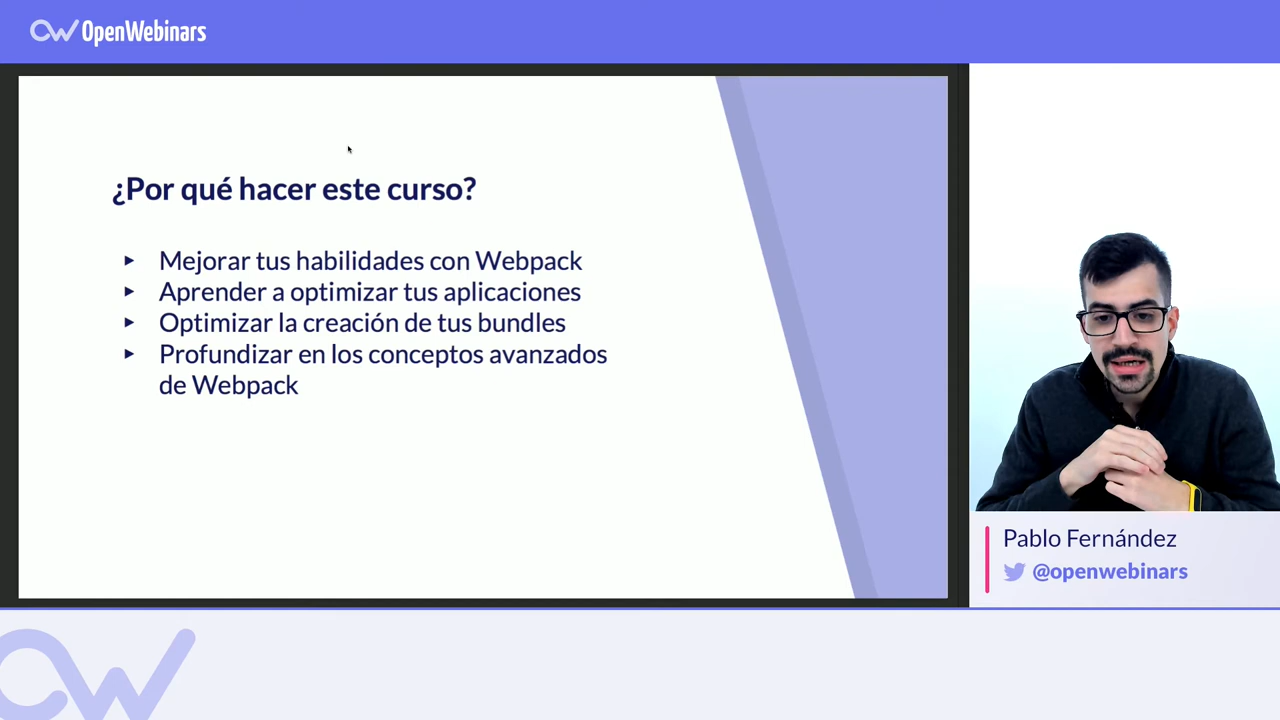 OpenWebinars
¿Por qué hacer este curso?
Mejorar tus habilidades con Webpack
Aprender a optimizar tus aplicaciones
Optimizar la creación de tus bundles
Profundizar en los conceptos avanzados
de Webpack
Pablo Fernández
@openwebinars